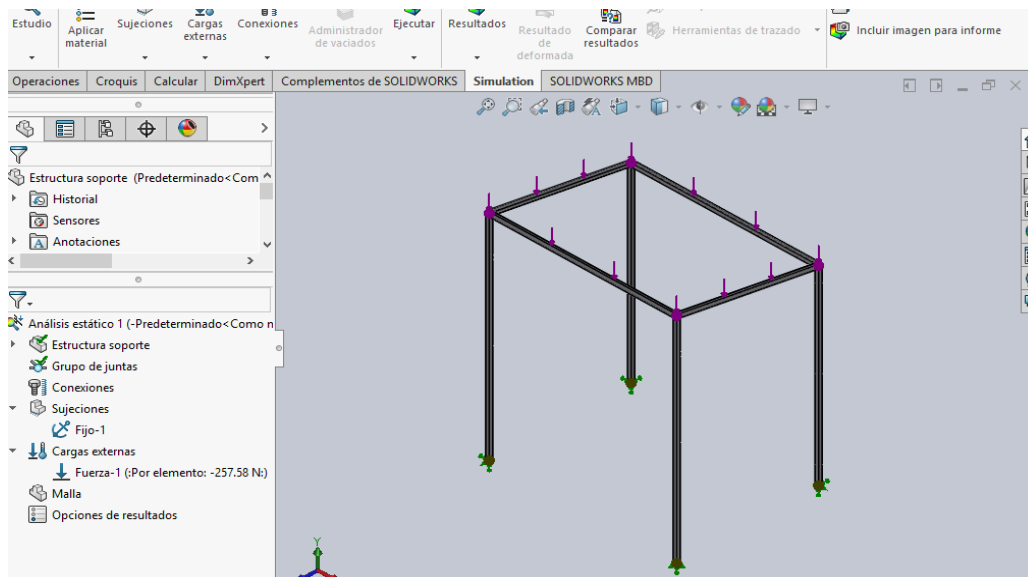 Estudio
Aplicar
material
Sujeciones
Cargas
externas
Conexiones
Administrador
de vaciados
Ejecutar
Resultados
Resultado
de
deformada
Comparar
resultados
Herramientas de trazado
Incluir imagen para informe
Operaciones Croquis Calcular DimXpert Complementos de SOLIDWORKS Simulation SOLIDWORKS MBD
Estructura soporte (Predeterminado<Com
Historial
Sensores
Anotaciones
Análisis estático 1 (-Predeterminado<Como n
Estructura soporte
Grupo de juntas
Conexiones
Sujeciones
Fijo-1
Cargas externas
Fuerza-1 (:Por elemento: -257.58 N:)
Malla
Opciones de resultados
Y